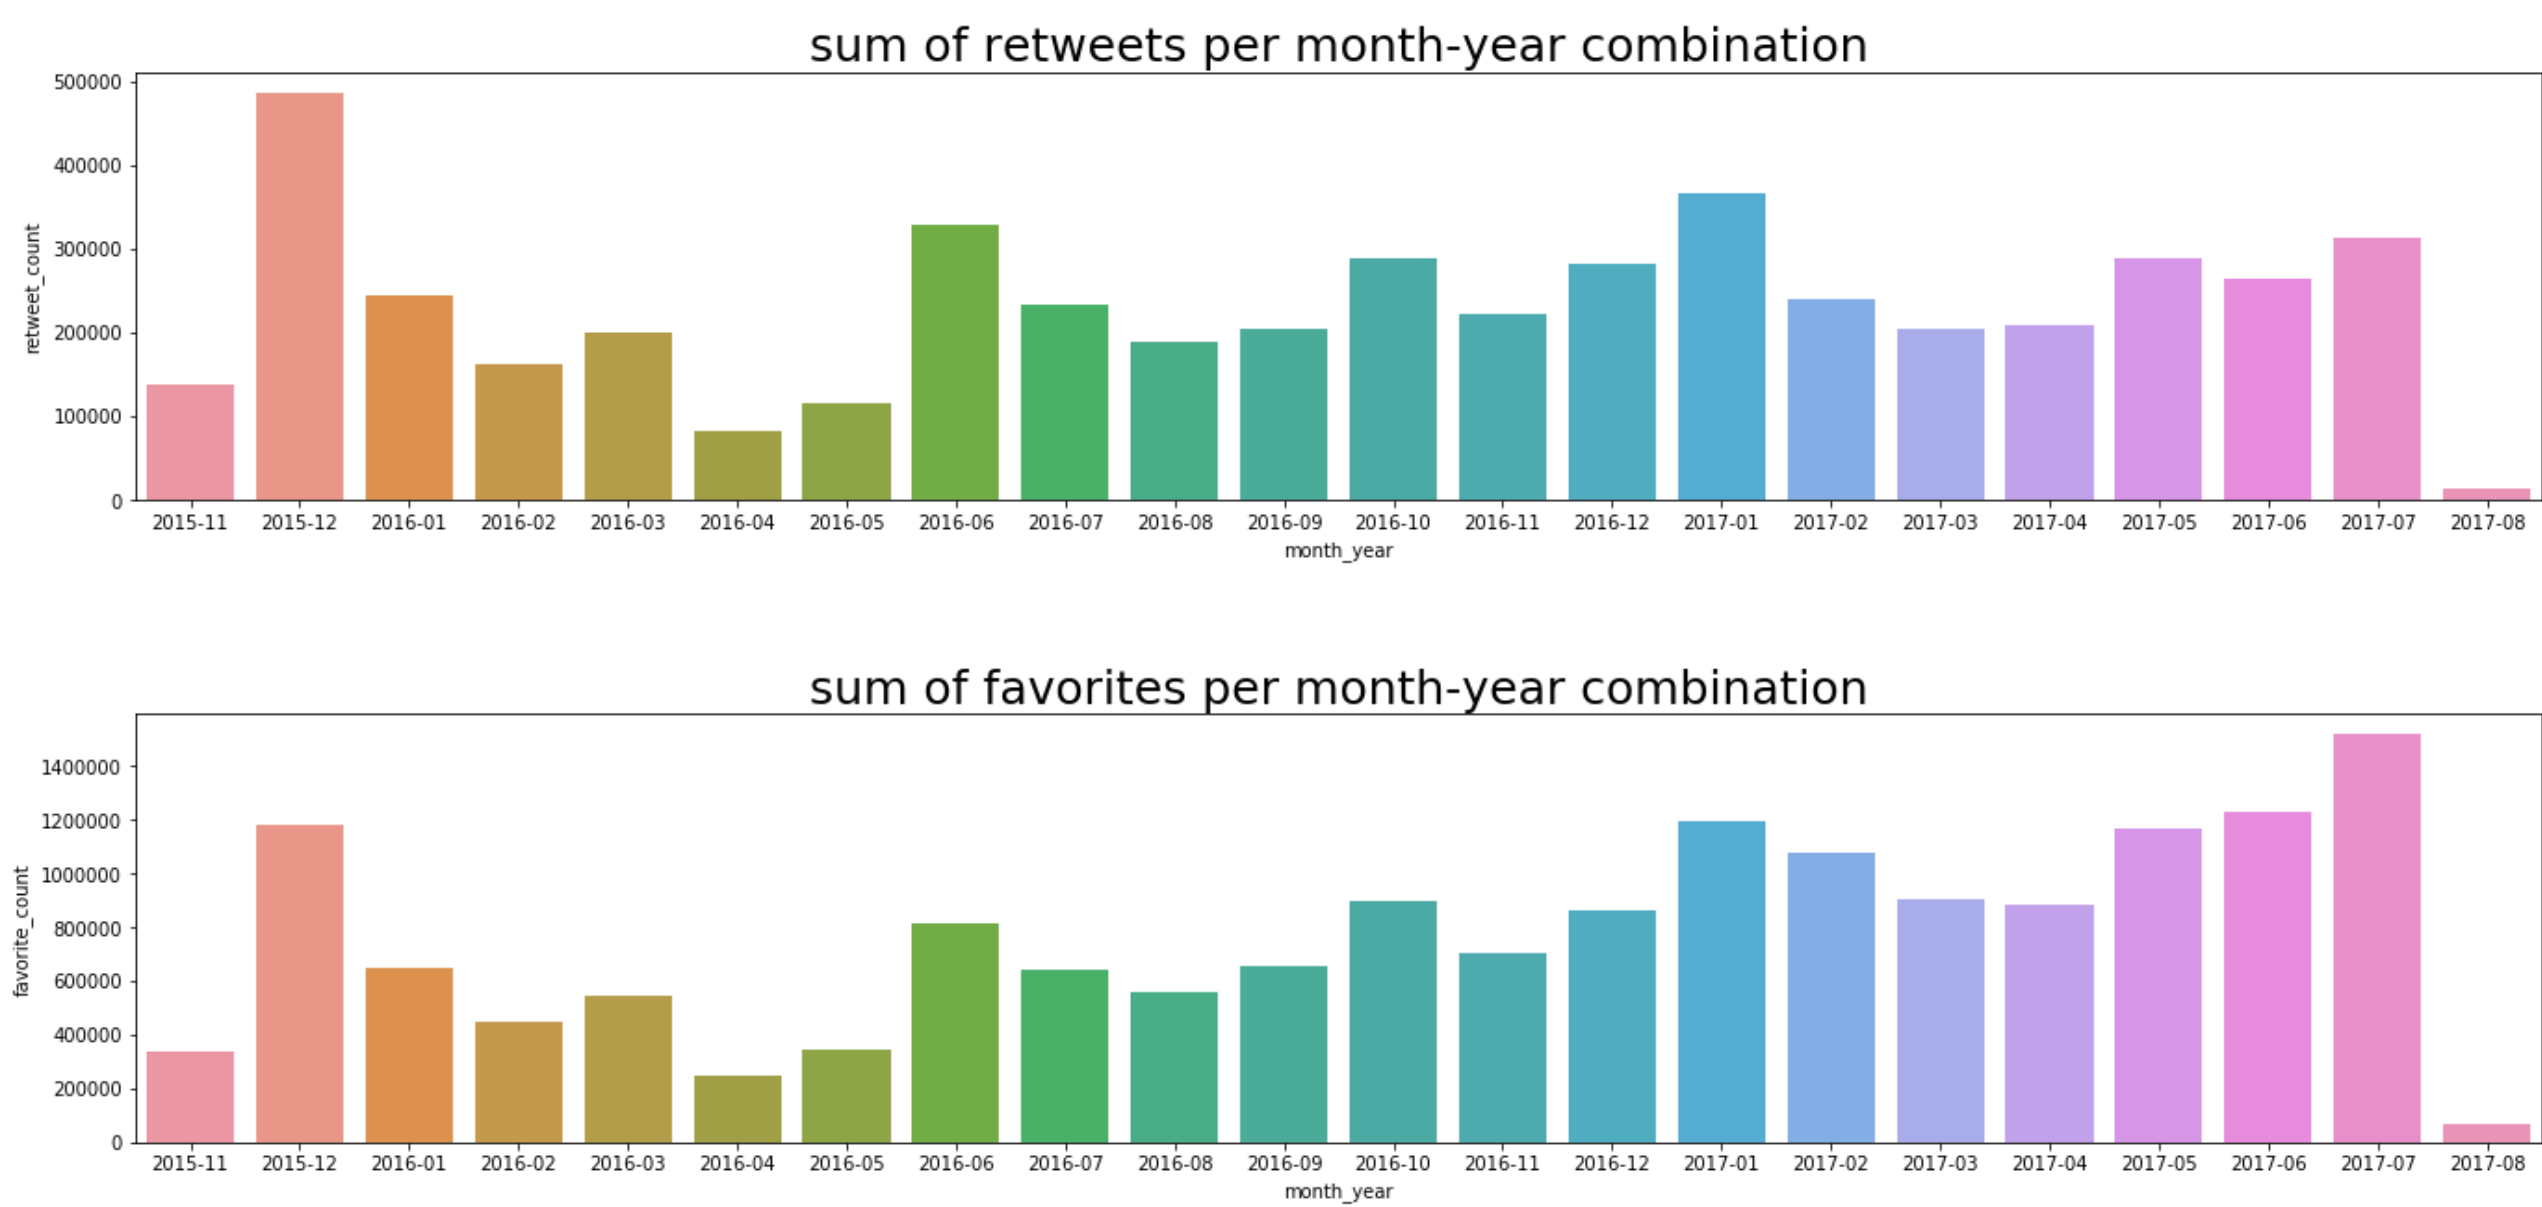 sum of retweets per month-year combination
500000
400000
300000
200000
100000
0
retweet_count
2015-11 2015-12 2016-01 2016-02 2016-03 2016-04 2016-05 2016-06 2016-07 2016-08 2016-09 2016-10 2016-11 2016-12 2017-01 2017-02 2017-03 2017-04 2017-05 2017-06 2017-07 2017-08
month_year
sum of favorites per month-year combination
1400000
1200000
1000000
800000
600000
400000
200000
0
favorite_count
2015-11 2015-12 2016-01 2016-02 2016-03 2016-04 2016-05 2016-06 2016-07 2016-08 2016-09 2016-10 2016-11 2016-12 2017-01 2017-02 2017-03 2017-04 2017-05 2017-06 2017-07 2017-08
month_year